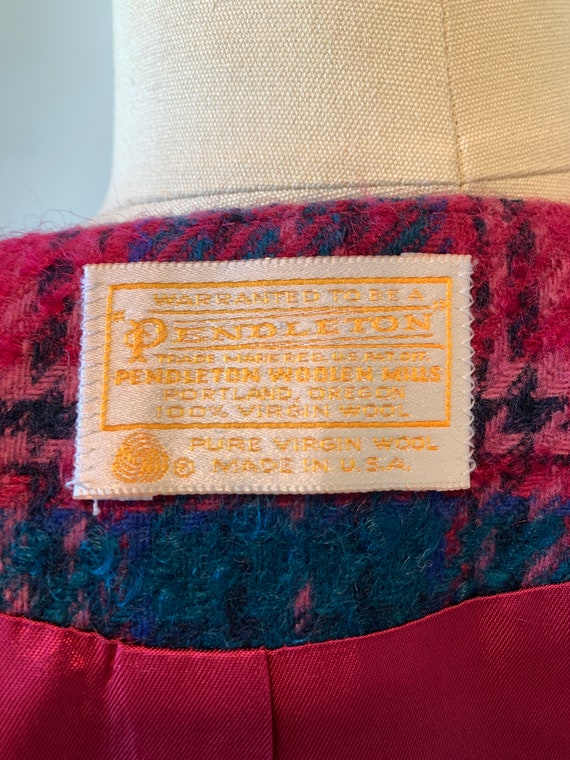 WARRANTED TO BE A
"PENDLETON"
TRADE MARK REG. U.S. PAT. OFF.
PENDLETON WOOLEN MILLS
PORTLAND, OREGON
100% VIRGIN WOOL
PURE VIRGIN WOOL
® MADE IN U.S.A.